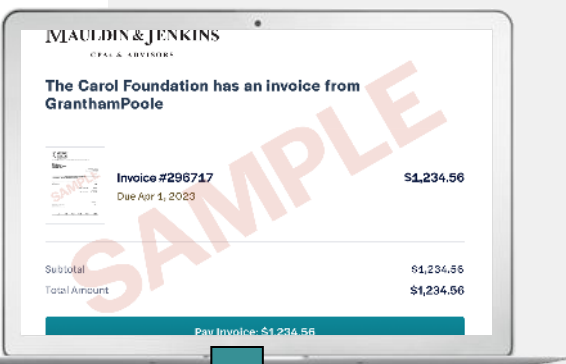 MAULDIN & JENKINS
CPAs & ADVISORS
The Carol Foundation has an invoice from
GranthamPoole
Invoice #296717 $1,234.56
Due Apr 1, 2023
SAMPLE
SAMPLE
Subtotal $1,234.56
Total Amount $1,234.56
Pay Invoice: $1,234.56